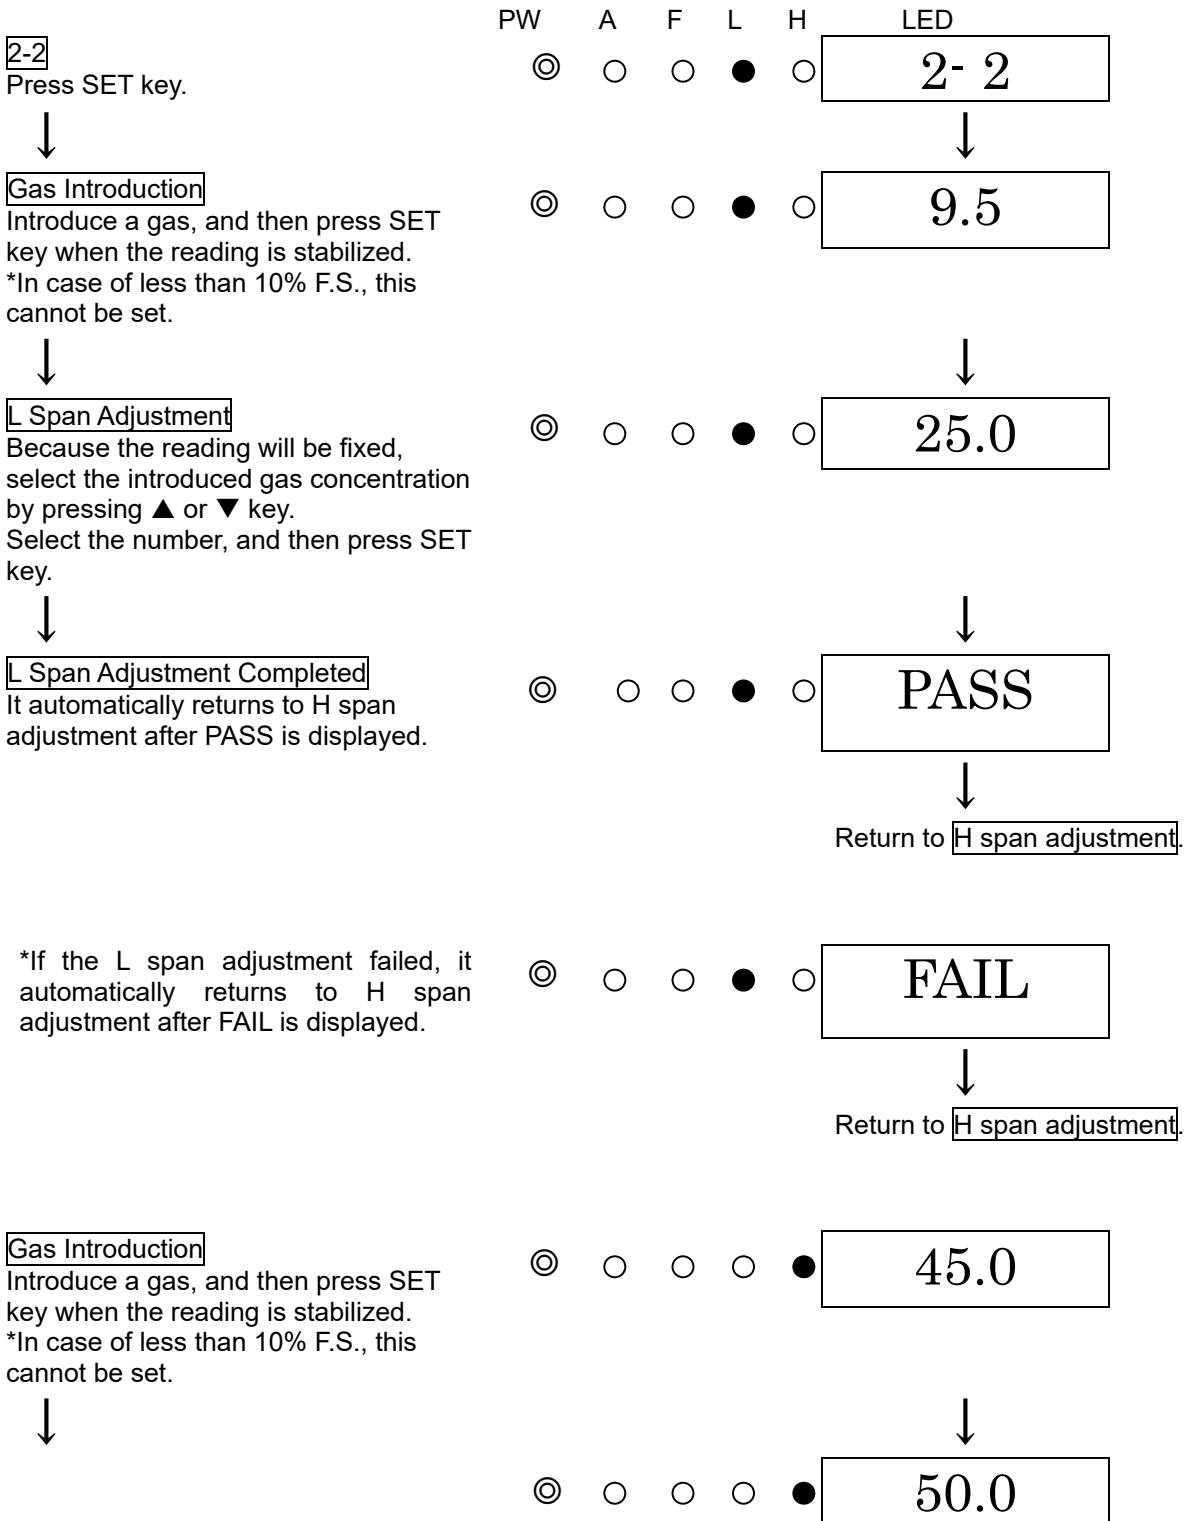 PW A F L H LED
2-2
Press SET key.
◎ ○ ○ ● ○ 2- 2
↓ ↓
Gas Introduction
Introduce a gas, and then press SET
key when the reading is stabilized.
*In case of less than 10% F.S., this
cannot be set.
◎ ○ ○ ● ○ 9.5
↓ ↓
L Span Adjustment
Because the reading will be fixed,
select the introduced gas concentration
by pressing ▲ or ▼ key.
Select the number, and then press SET
key.
◎ ○ ○ ● ○ 25.0
↓ ↓
L Span Adjustment Completed
It automatically returns to H span
adjustment after PASS is displayed.
◎ ○ ○ ● ○ PASS
↓
Return to H span adjustment.
*If the L span adjustment failed, it
automatically returns to H span
adjustment after FAIL is displayed.
◎ ○ ○ ● ○ FAIL
↓
Return to H span adjustment.
Gas Introduction
Introduce a gas, and then press SET
key when the reading is stabilized.
*In case of less than 10% F.S., this
cannot be set.
◎ ○ ○ ○ ● 45.0
↓ ↓
◎ ○ ○ ○ ● 50.0